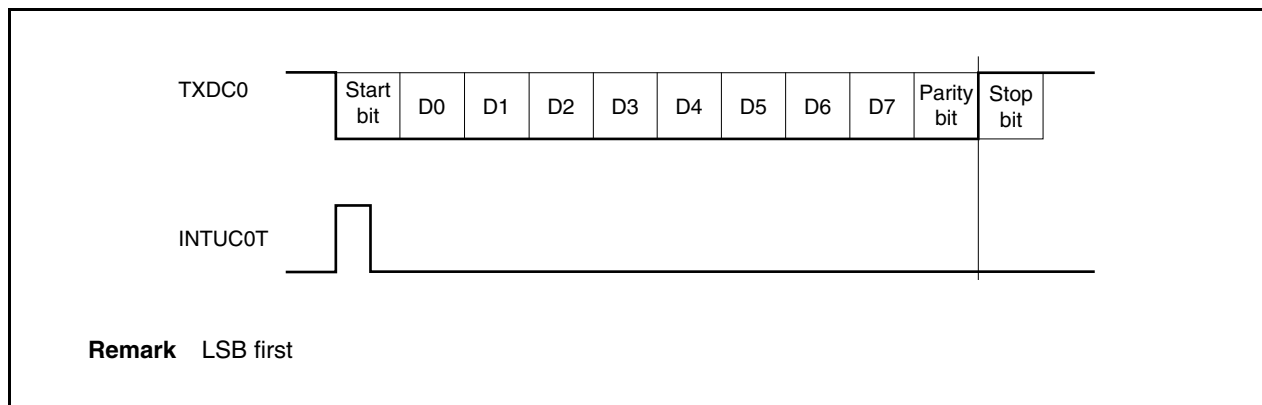 TXDC0
Start bit D0 D1 D2 D3 D4 D5 D6 D7 Parity bit Stop bit
INTUC0T
Remark LSB first